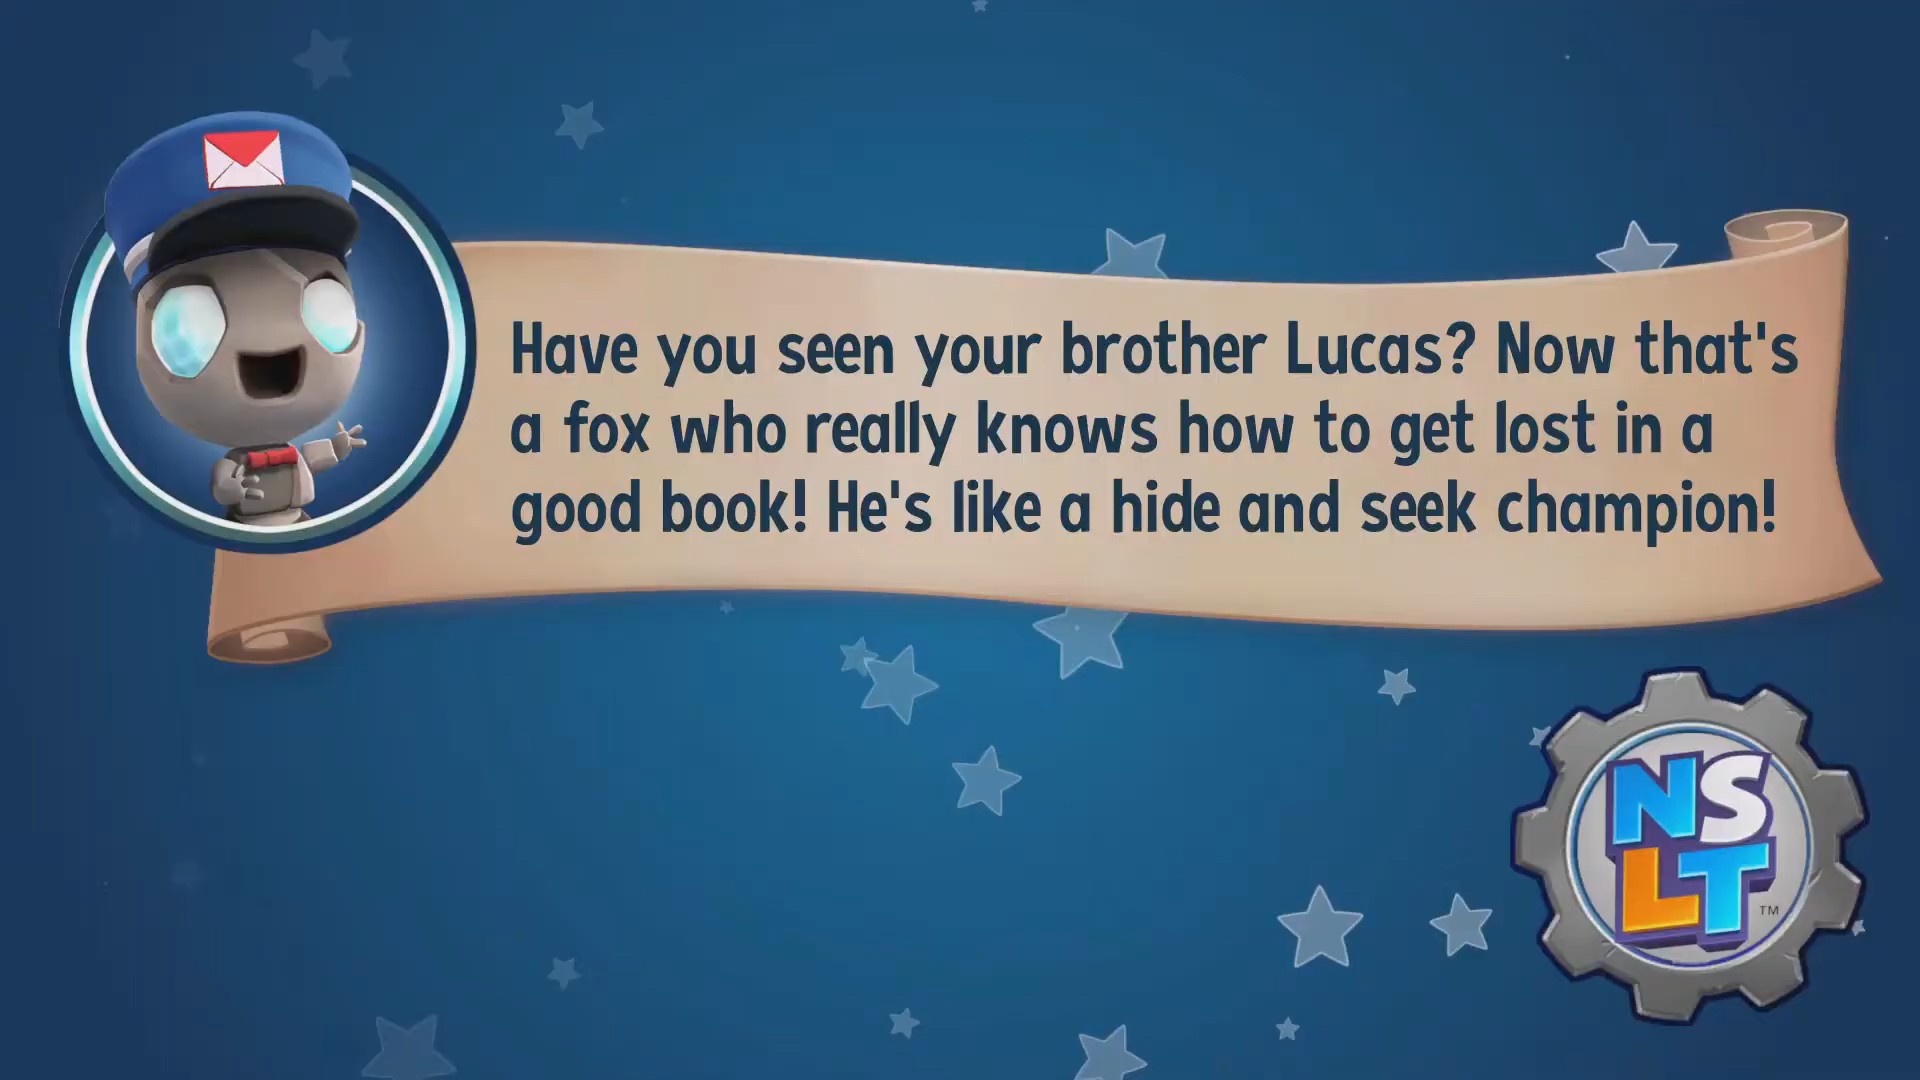 Have you seen your brother Lucas? Now that's
a fox who really knows how to get lost in a
good book! He's like a hide and seek champion!
NS
LT
TM